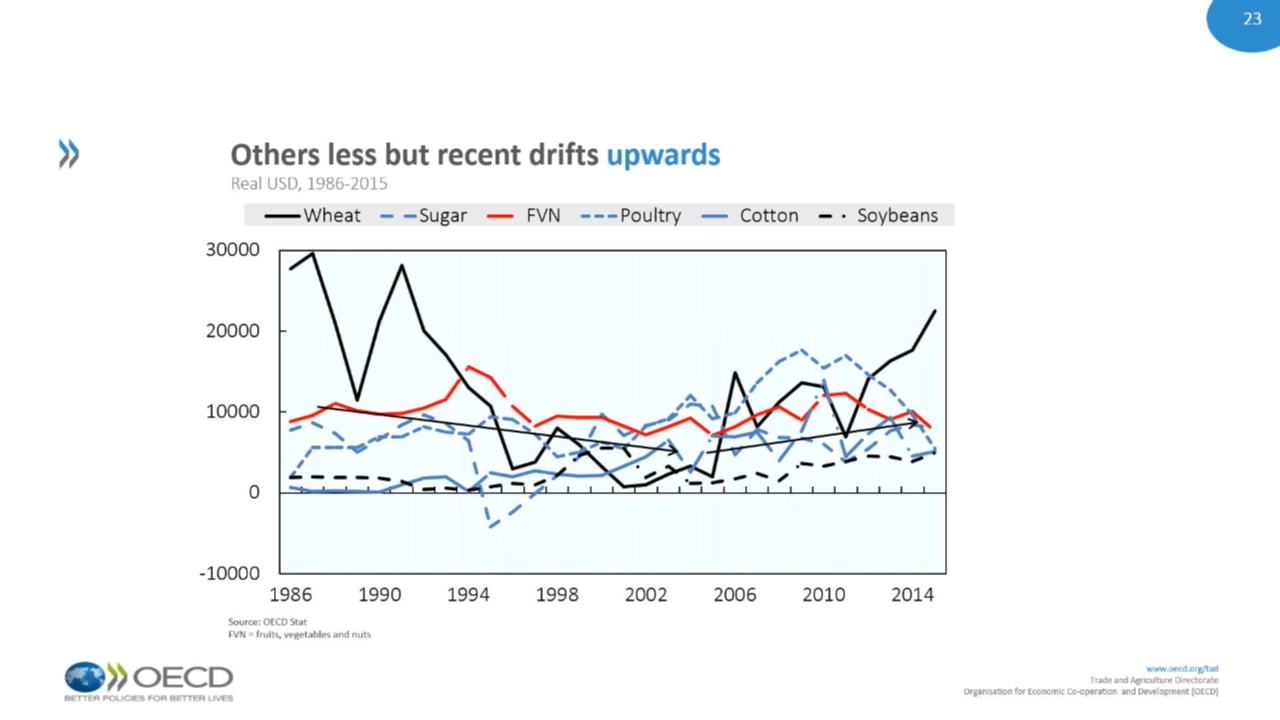 23
Others less but recent drifts upwards
Real USD, 1986-2015
Wheat Sugar FVN Poultry Cotton Soybeans
30000
20000
10000
0
-10000
1986 1990 1994 1998 2002 2006 2010 2014
Source: OECD Stat
FVN = fruits, vegetables and nuts
OECD
BETTER POLICIES FOR BETTER LIVES
www.oecd.org/tad
Trade and Agriculture Directorate
Organisation for Economic Co-operation and Development (OECD)